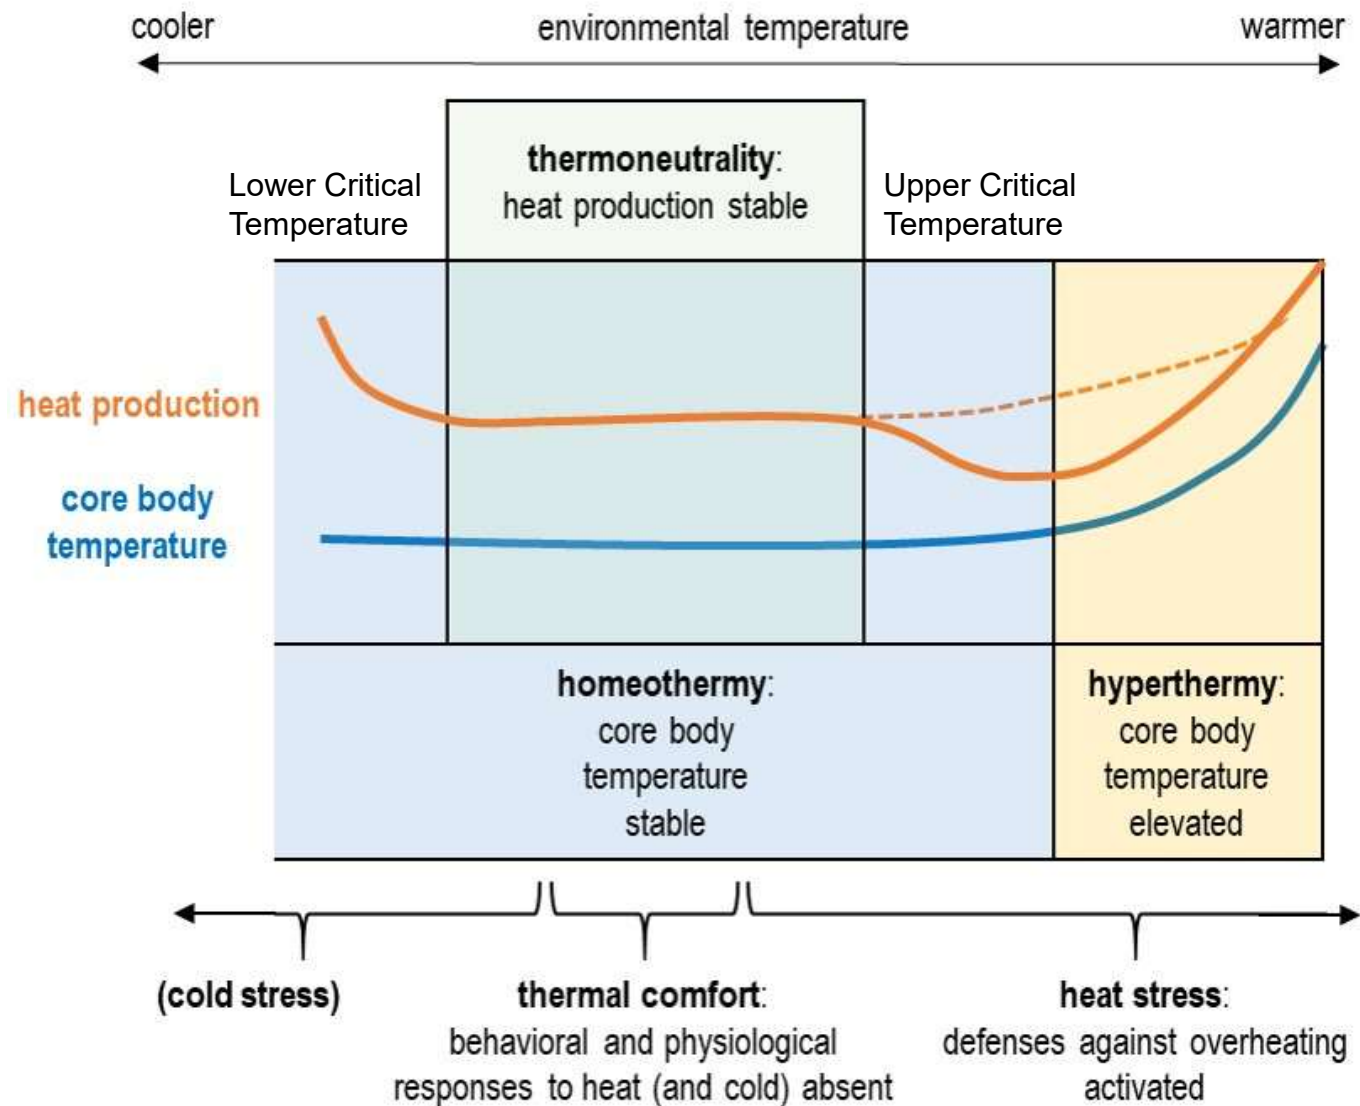 cooler
environmental temperature
warmer
thermoneutrality:
heat production stable
Lower Critical
Temperature
Upper Critical
Temperature
heat production
core body
temperature
homeothermy:
core body
temperature
stable
hyperthermy:
core body
temperature
elevated
(cold stress)
thermal comfort:
behavioral and physiological
responses to heat (and cold) absent
heat stress:
defenses against overheating
activated